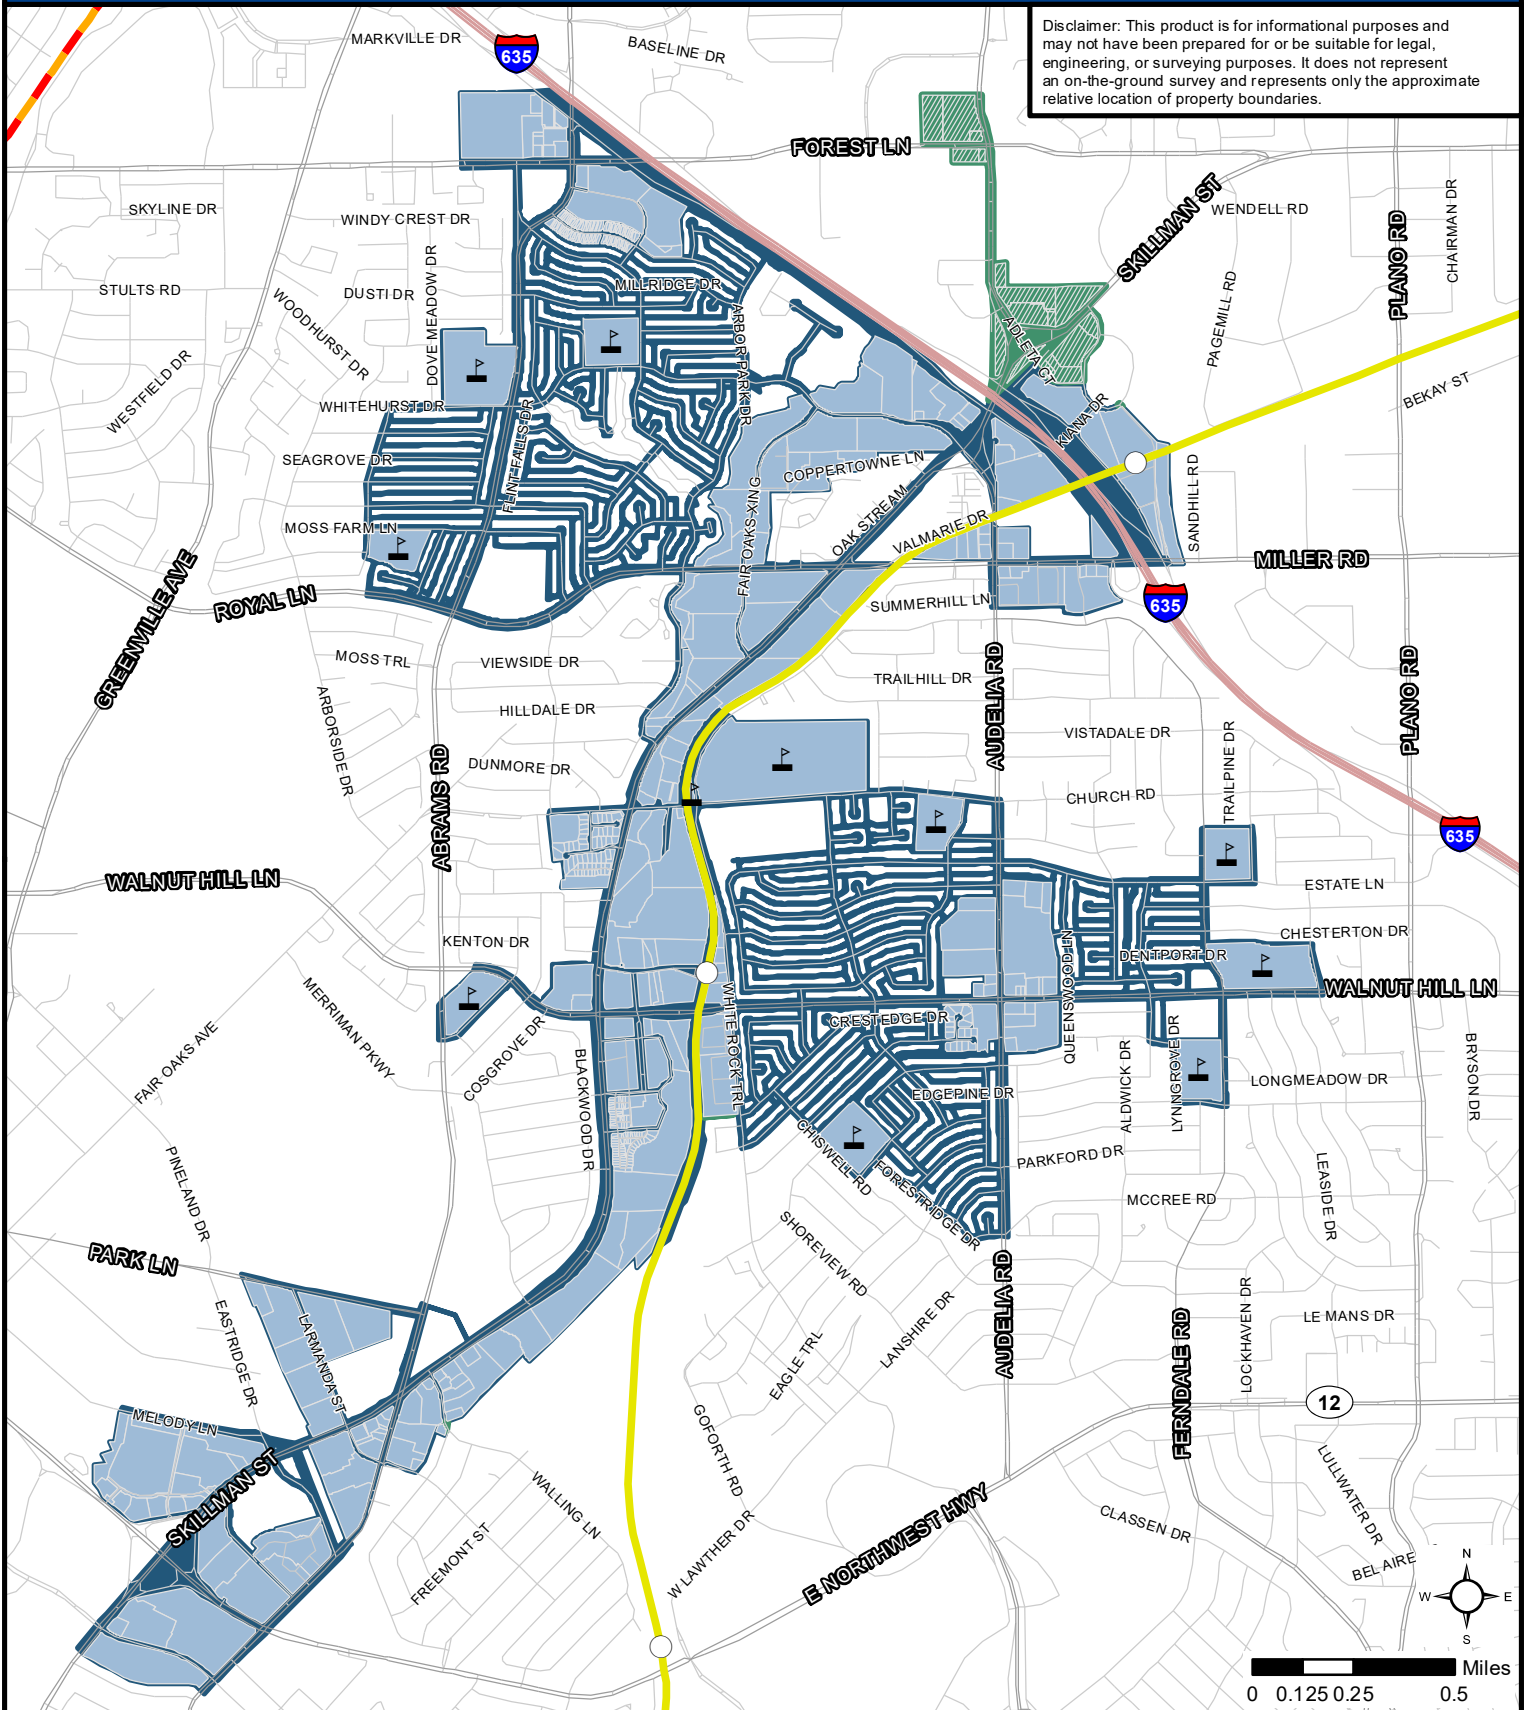 Disclaimer: This product is for informational purposes and
may not have been prepared for or be suitable for legal,
engineering, or surveying purposes. It does not represent
an on-the-ground survey and represents only the approximate
relative location of property boundaries.
MARKVILLE DR
635
BASELINE DR
FOREST LN
SKILLMAN ST
WENDELL RD
CHAIRMAN DR
PLANO RD
SKYLINE DR
WINDY CREST DR
STULTS RD
DUSTI DR
DOVE MEADOW DR
WOODHURST DR
MILLRIDGE DR
ARBOR PARK DR
ADLETA CT
PAGEMILL RD
WESTFIELD DR
WHITEHURST DR
FLINT FALLS DR
KIANA DR
BEKAY ST
SEAGROVE DR
COPPERTOWNE LN
SANDHILL RD
MOSS FARM LN
FAIR OAKS XING
OAK STREAM
VALMARIE DR
MILLER RD
GREENVILLE AVE
ROYAL LN
SUMMERHILL LN
635
MOSS TRL
VIEWSIDE DR
TRAILHILL DR
AUDELIA RD
PLANO RD
ARBORSIDE DR
HILLDALE DR
VISTADALE DR
TRAILPINE DR
ABRAMS RD
DUNMORE DR
CHURCH RD
635
WALNUT HILL LN
ESTATE LN
KENTON DR
QUEENSWOOD LN
DENTPORT DR
CHESTERTON DR
WALNUT HILL LN
MERRIMAN PKWY
WHITE ROCK TRL
CRESTEDGE DR
FAIR OAKS AVE
COSGROVE DR
BLACKWOOD DR
EDGEPINE DR
ALDWICK DR
LYNINGROVE DR
LONGMEADOW DR
BRYSON DR
PINELAND DR
CHISWELL RD
FORESTRIDGE DR
PARKFORD DR
MCCREE RD
LEASIDE DR
PARK LN
SHOREVIEW RD
AUDELIA RD
EASTRIDGE DR
LARMANDA ST
LANSHIRE DR
EAGLE TRL
FERNDALE RD
LOCKHAVEN DR
LE MANS DR
12
MELODY LN
GOFORTH RD
SKILLMAN ST
WALLING LN
FREEMONT ST
W LAWTHER DR
E NORTHWEST HWY
CLASSEN DR
LULLWATER DR
BEL AIRE
N
W E
S
Miles
0 0.125 0.25 0.5